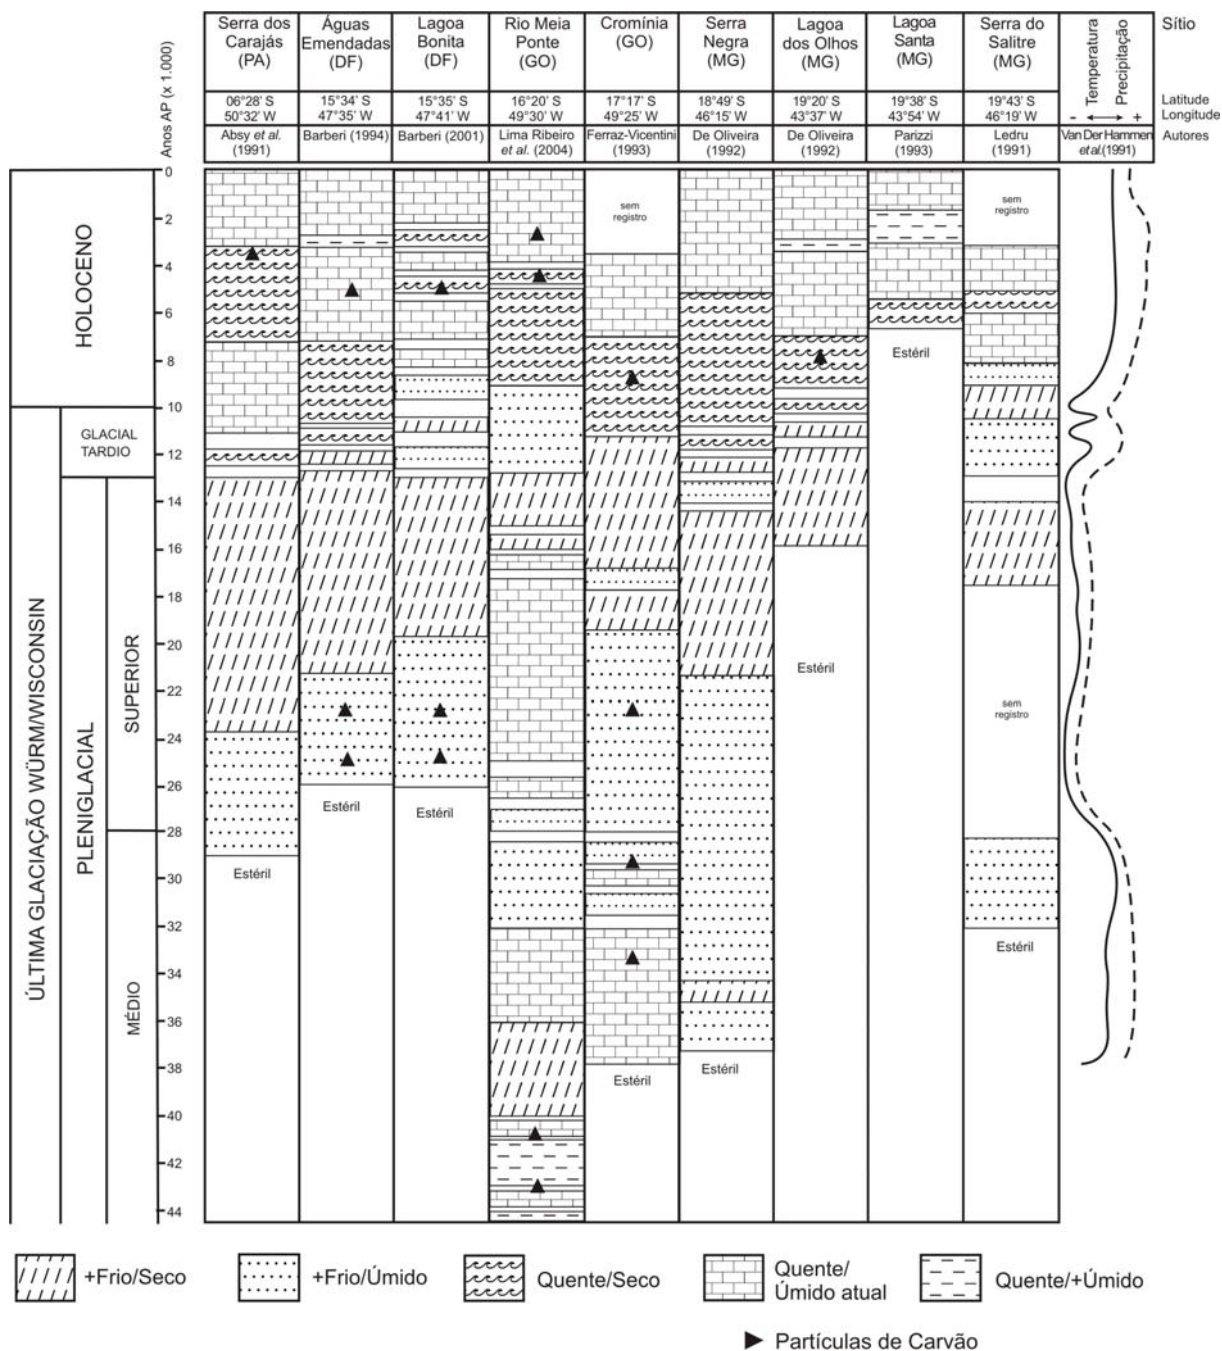 Serra dos
Carajás
(PA)
Águas
Emendadas
(DF)
Lagoa
Bonita
(DF)
Rio Meia
Ponte
(GO)
Cromínia
(GO)
Serra
Negra
(MG)
Lagoa
dos Olhos
(MG)
Lagoa
Santa
(MG)
Serra do
Salitre
(MG)
Temperatura
Precipitação
Sítio
06°28' S
50°32' W
15°34' S
47°35' W
15°35' S
47°41' W
16°20' S
49°30' W
17°17' S
49°25' W
18°49' S
46°15' W
19°20' S
43°37' W
19°38' S
43°54' W
19°43' S
46°19' W
- +
Latitude
Longitude
Absy et al.
(1991)
Barberi (1994)
Barberi (2001)
Lima Ribeiro
et al. (2004)
Ferraz-Vicentini
(1993)
De Oliveira
(1992)
De Oliveira
(1992)
Parizzi
(1993)
Ledru
(1991)
Van Der Hammen
et al.(1991)
Autores
Anos AP (x 1.000)
0
2
4
6
8
10
12
14
16
18
20
22
24
26
28
30
32
34
36
38
40
42
44
HOLOCENO
GLACIAL
TARDIO
ÚLTIMA GLACIAÇÃO WÜRM/WISCONSIN
PLENIGLACIAL
SUPERIOR
MÉDIO
sem
registro
sem
registro
Estéril
Estéril
sem
registro
Estéril
Estéril
Estéril
Estéril
Estéril
Estéril
+Frio/Seco
+Frio/Úmido
Quente/Seco
Quente/
Úmido atual
Quente/+Úmido
Partículas de Carvão